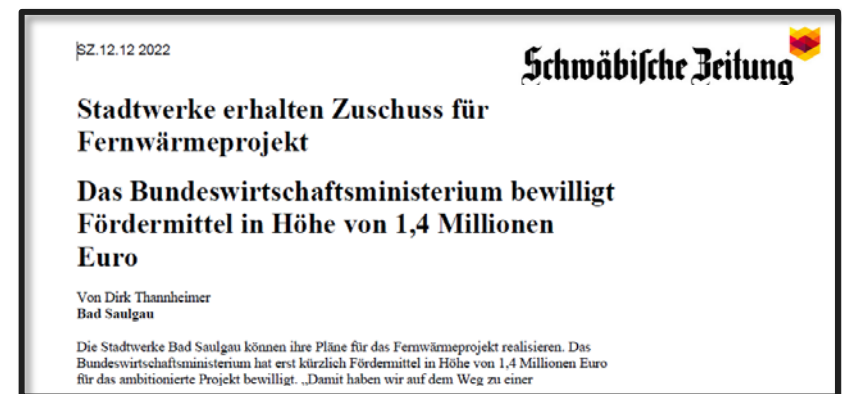 SZ.12.12 2022
Schwäbiſche Zeitung
Stadtwerke erhalten Zuschuss für
Fernwärmeprojekt
Das Bundeswirtschaftsministerium bewilligt
Fördermittel in Höhe von 1,4 Millionen
Euro
Von Dirk Thannheimer
Bad Saulgau
Die Stadtwerke Bad Saulgau können ihre Pläne für das Fernwärmeprojekt realisieren. Das
Bundeswirtschaftsministerium hat erst kürzlich Fördermittel in Höhe von 1,4 Millionen Euro
für das ambitionierte Projekt bewilligt. „Damit haben wir auf dem Weg zu einer